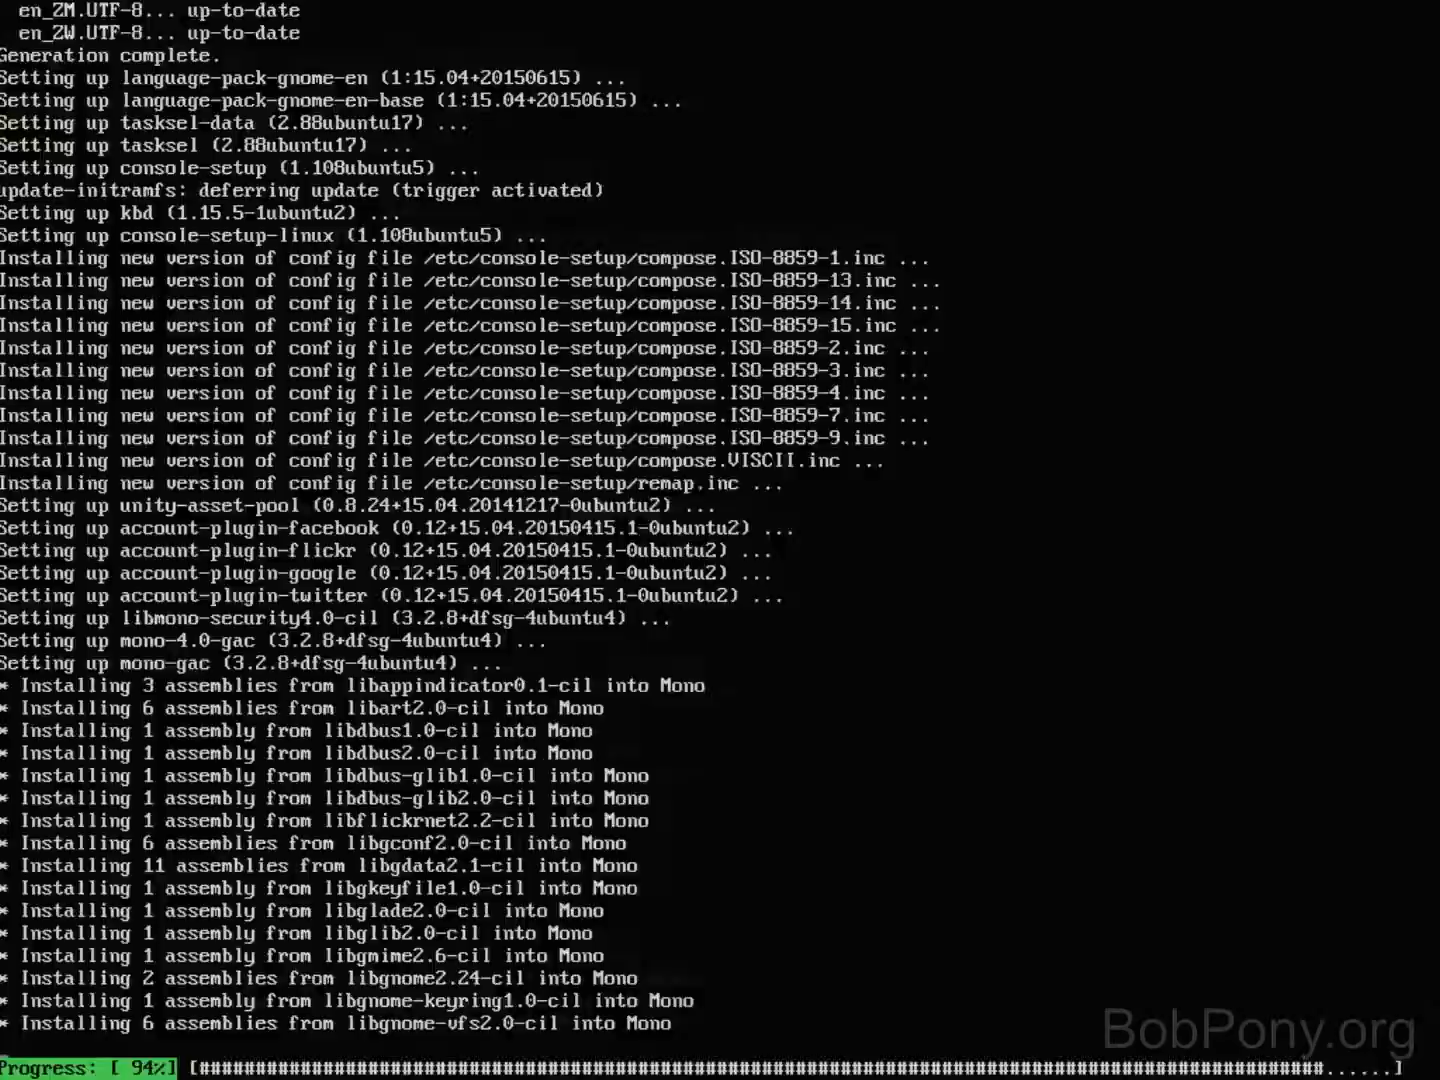 en_ZM.UTF-8... up-to-date
en_ZW.UTF-8... up-to-date
Generation complete.
Setting up language-pack-gnome-en (1:15.04+20150615) ...
Setting up language-pack-gnome-en-base (1:15.04+20150615) ...
Setting up tasksel-data (2.88ubuntu17) ...
Setting up tasksel (2.88ubuntu17) ...
Setting up console-setup (1.108ubuntu5) ...
update-initramfs: deferring update (trigger activated)
Setting up kbd (1.15.5-1ubuntu2) ...
Setting up console-setup-linux (1.108ubuntu5) ...
Installing new version of config file /etc/console-setup/compose.ISO-8859-1.inc ...
Installing new version of config file /etc/console-setup/compose.ISO-8859-13.inc ...
Installing new version of config file /etc/console-setup/compose.ISO-8859-14.inc ...
Installing new version of config file /etc/console-setup/compose.ISO-8859-15.inc ...
Installing new version of config file /etc/console-setup/compose.ISO-8859-2.inc ...
Installing new version of config file /etc/console-setup/compose.ISO-8859-3.inc ...
Installing new version of config file /etc/console-setup/compose.ISO-8859-4.inc ...
Installing new version of config file /etc/console-setup/compose.ISO-8859-7.inc ...
Installing new version of config file /etc/console-setup/compose.ISO-8859-9.inc ...
Installing new version of config file /etc/console-setup/compose.VISCII.inc ...
Installing new version of config file /etc/console-setup/remap.inc ...
Setting up unity-asset-pool (0.8.24+15.04.20141217-0ubuntu2) ...
Setting up account-plugin-facebook (0.12+15.04.20150415.1-0ubuntu2) ...
Setting up account-plugin-flickr (0.12+15.04.20150415.1-0ubuntu2) ...
Setting up account-plugin-google (0.12+15.04.20150415.1-0ubuntu2) ...
Setting up account-plugin-twitter (0.12+15.04.20150415.1-0ubuntu2) ...
Setting up libmono-security4.0-cil (3.2.8+dfsg-4ubuntu4) ...
Setting up mono-4.0-gac (3.2.8+dfsg-4ubuntu4) ...
Setting up mono-gac (3.2.8+dfsg-4ubuntu4) ...
* Installing 3 assemblies from libappindicator0.1-cil into Mono
* Installing 6 assemblies from libart2.0-cil into Mono
* Installing 1 assembly from libdbus1.0-cil into Mono
* Installing 1 assembly from libdbus2.0-cil into Mono
* Installing 1 assembly from libdbus-glib1.0-cil into Mono
* Installing 1 assembly from libdbus-glib2.0-cil into Mono
* Installing 1 assembly from libflickrnet2.2-cil into Mono
* Installing 6 assemblies from libgconf2.0-cil into Mono
* Installing 11 assemblies from libgdata2.1-cil into Mono
* Installing 1 assembly from libgkeyfile1.0-cil into Mono
* Installing 1 assembly from libglade2.0-cil into Mono
* Installing 1 assembly from libglib2.0-cil into Mono
* Installing 1 assembly from libgmime2.6-cil into Mono
* Installing 2 assemblies from libgnome2.24-cil into Mono
* Installing 1 assembly from libgnome-keyring1.0-cil into Mono
* Installing 6 assemblies from libgnome-vfs2.0-cil into Mono
BobPony.org
Progress: [ 94%] [####################################################################################################......]